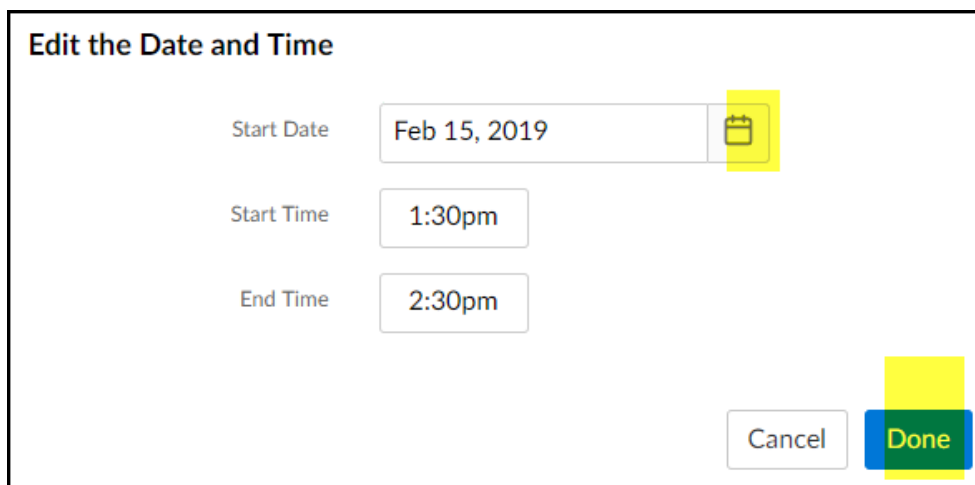 Edit the Date and Time
Start Date Feb 15, 2019
Start Time 1:30pm
End Time 2:30pm
Cancel Done